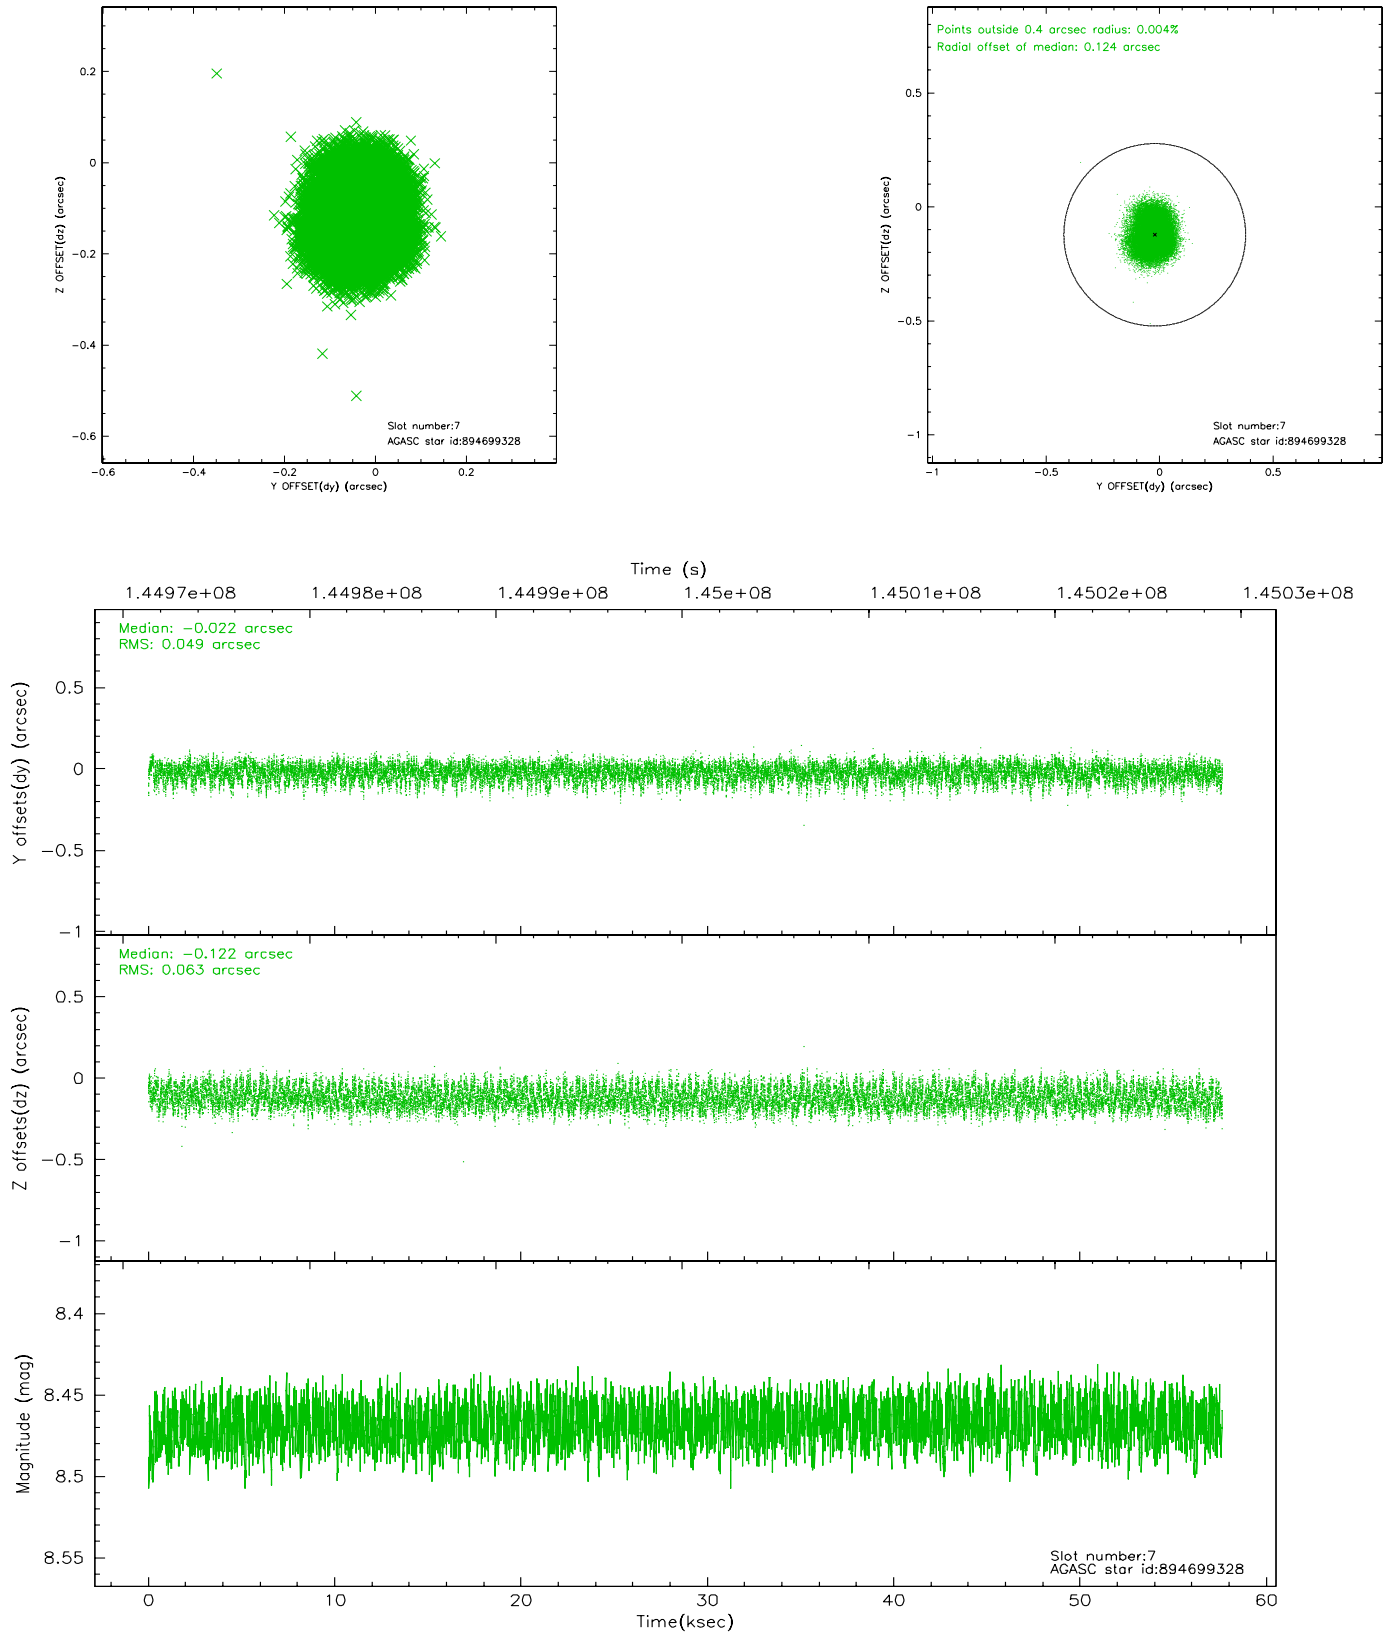 0.2
0
−0.2
−0.4
−0.6
Z OFFSET(dz) (arcsec)
Slot number:7
AGASC star id:894699328
−0.6 −0.4 −0.2 0 0.2
Y OFFSET(dy) (arcsec)
Points outside 0.4 arcsec radius: 0.004%
Radial offset of median: 0.124 arcsec
0.5
0
−0.5
−1
Z OFFSET(dz) (arcsec)
Slot number:7
AGASC star id:894699328
−1 −0.5 0 0.5
Y OFFSET(dy) (arcsec)
Time (s)
1.4497e+08 1.4498e+08 1.4499e+08 1.45e+08 1.4501e+08 1.4502e+08 1.4503e+08
Median: −0.022 arcsec
RMS: 0.049 arcsec
0.5
0
−0.5
−1
Y offsets(dy) (arcsec)
Median: −0.122 arcsec
RMS: 0.063 arcsec
0.5
0
−0.5
−1
Z offsets(dz) (arcsec)
8.4
8.45
8.5
8.55
Magnitude (mag)
Slot number:7
AGASC star id:894699328
0 10 20 30 40 50 60
Time(ksec)